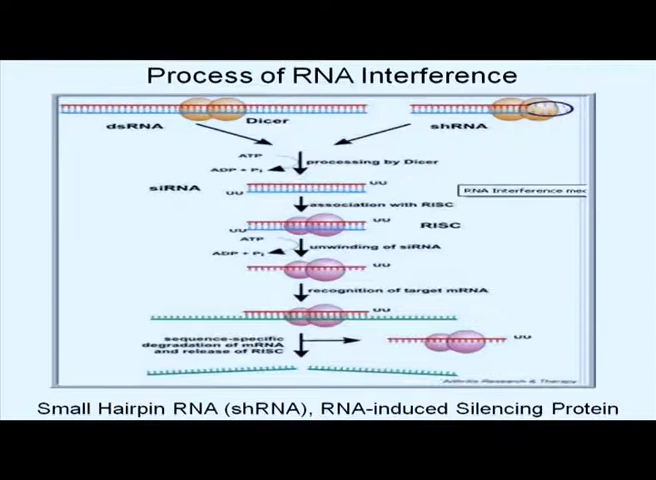 Process of RNA Interference
dsRNA
Dicer
shRNA
ATP
ADP + Pi
processing by Dicer
siRNA
UU
UU
RNA Interference mec
association with RISC
UU
UU
RISC
ATP
ADP + Pi
unwinding of siRNA
UU
recognition of target mRNA
UU
sequence-specific
degradation of mRNA
and release of RISC
UU
Arthritis Research & Therapy
Small Hairpin RNA (shRNA), RNA-induced Silencing Protein